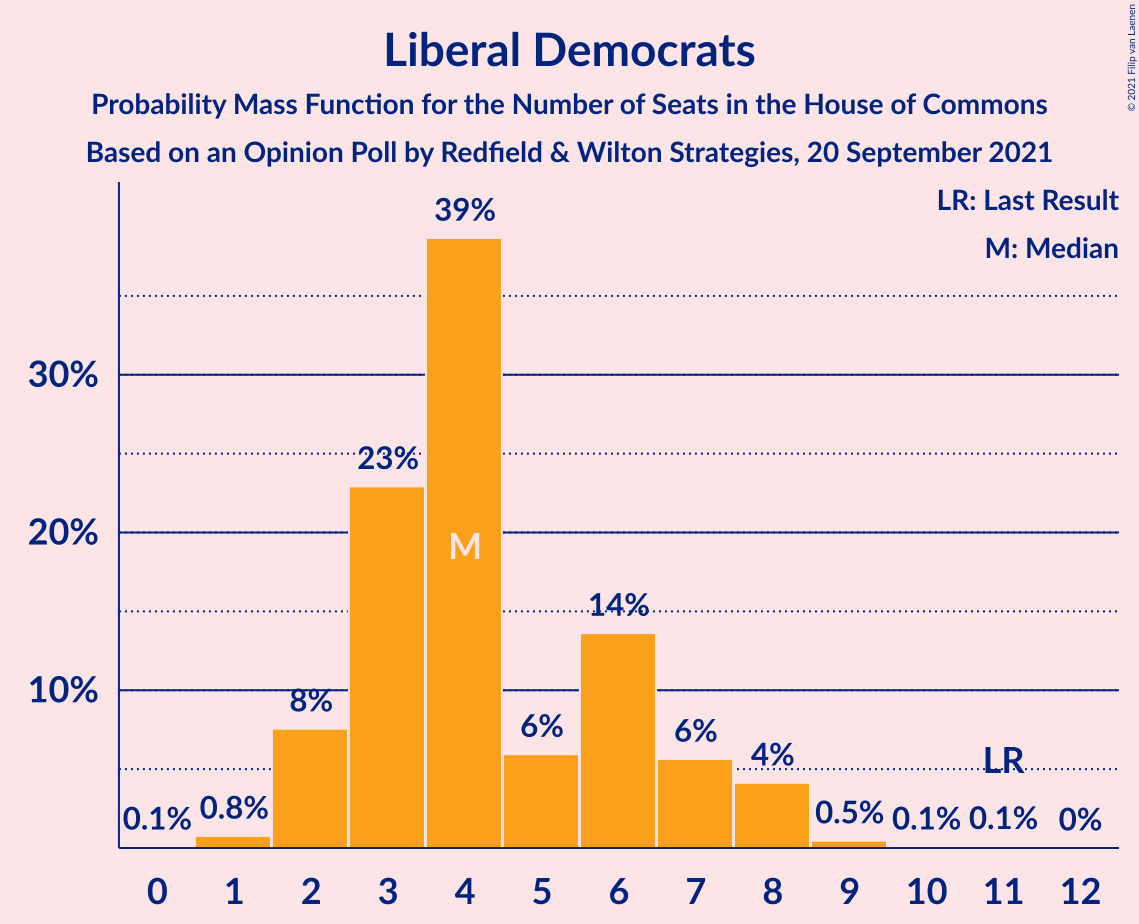 Liberal Democrats
Probability Mass Function for the Number of Seats in the House of Commons
Based on an Opinion Poll by Redfield & Wilton Strategies, 20 September 2021
© 2021 Filip van Laenen
LR: Last Result
M: Median
39%
30%
23%
20%
M
14%
10%
8%
6%
6%
4%
LR
0.1%
0.8%
0.5%
0.1%
0.1%
0%
0 1 2 3 4 5 6 7 8 9 10 11 12